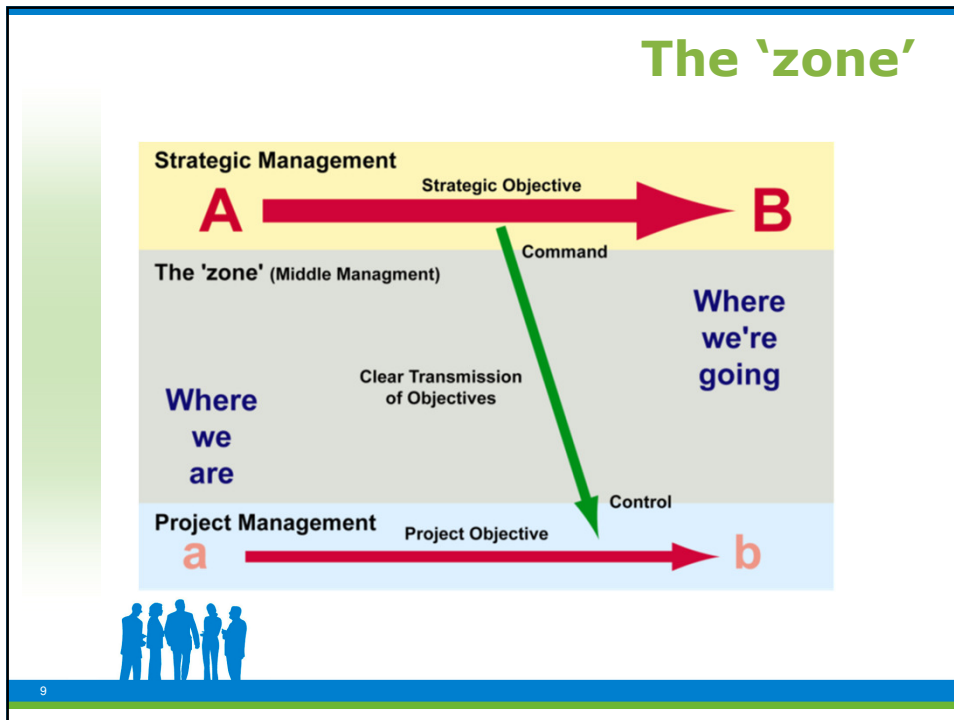 The ‘zone’
Strategic Management
Strategic Objective
A
B
Command
The 'zone' (Middle Managment)
Where
we're
going
Clear Transmission
of Objectives
Where
we
are
Control
Project Management
Project Objective
a
b
9